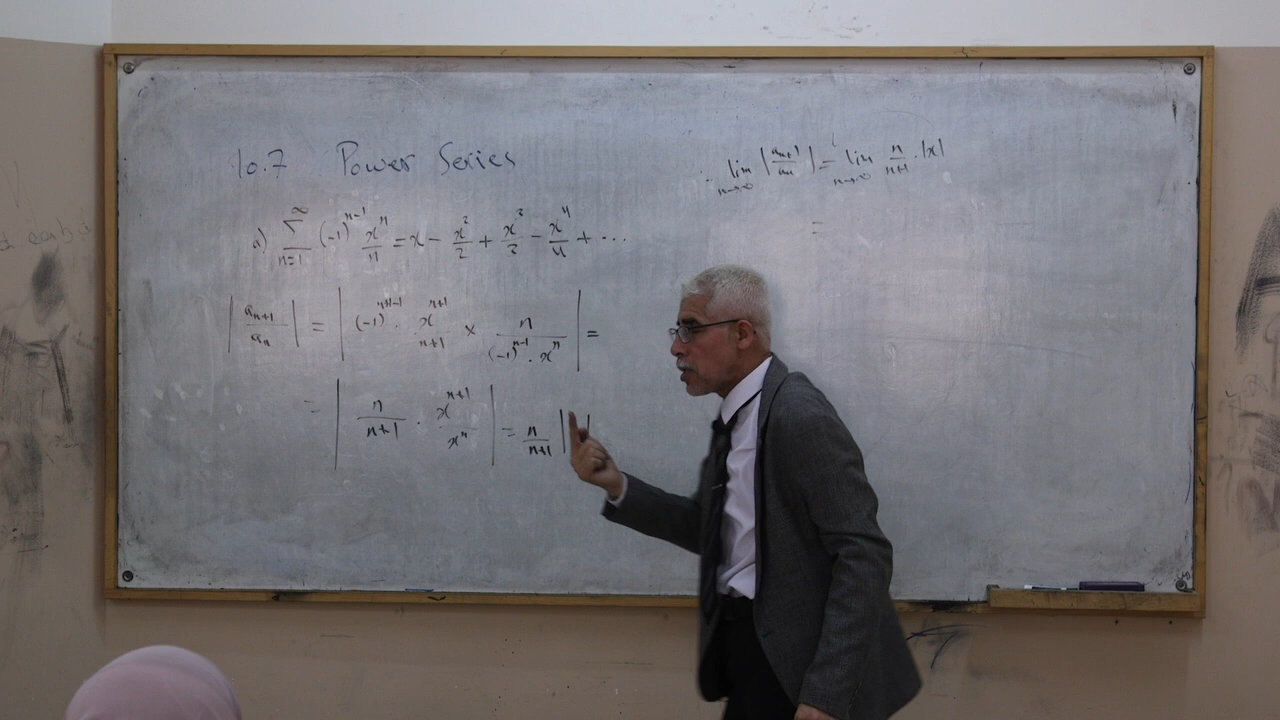 10.7 Power Series
a) ∑_{n=1}^{∞} (-1)^{n-1} x^n/n = x - x^2/2 + x^3/3 - x^4/4 + ...
|a_{n+1}/a_n| = |(-1)^{n+1-1} · x^{n+1}/n+1 × n/(-1)^{n-1} · x^n| =
= |n/n+1 · x^{n+1}/x^n| = n/n+1 | |
∴ lim_{n→∞} |a_{n+1}/a_n| = lim_{n→∞} n/n+1 · |x|
=